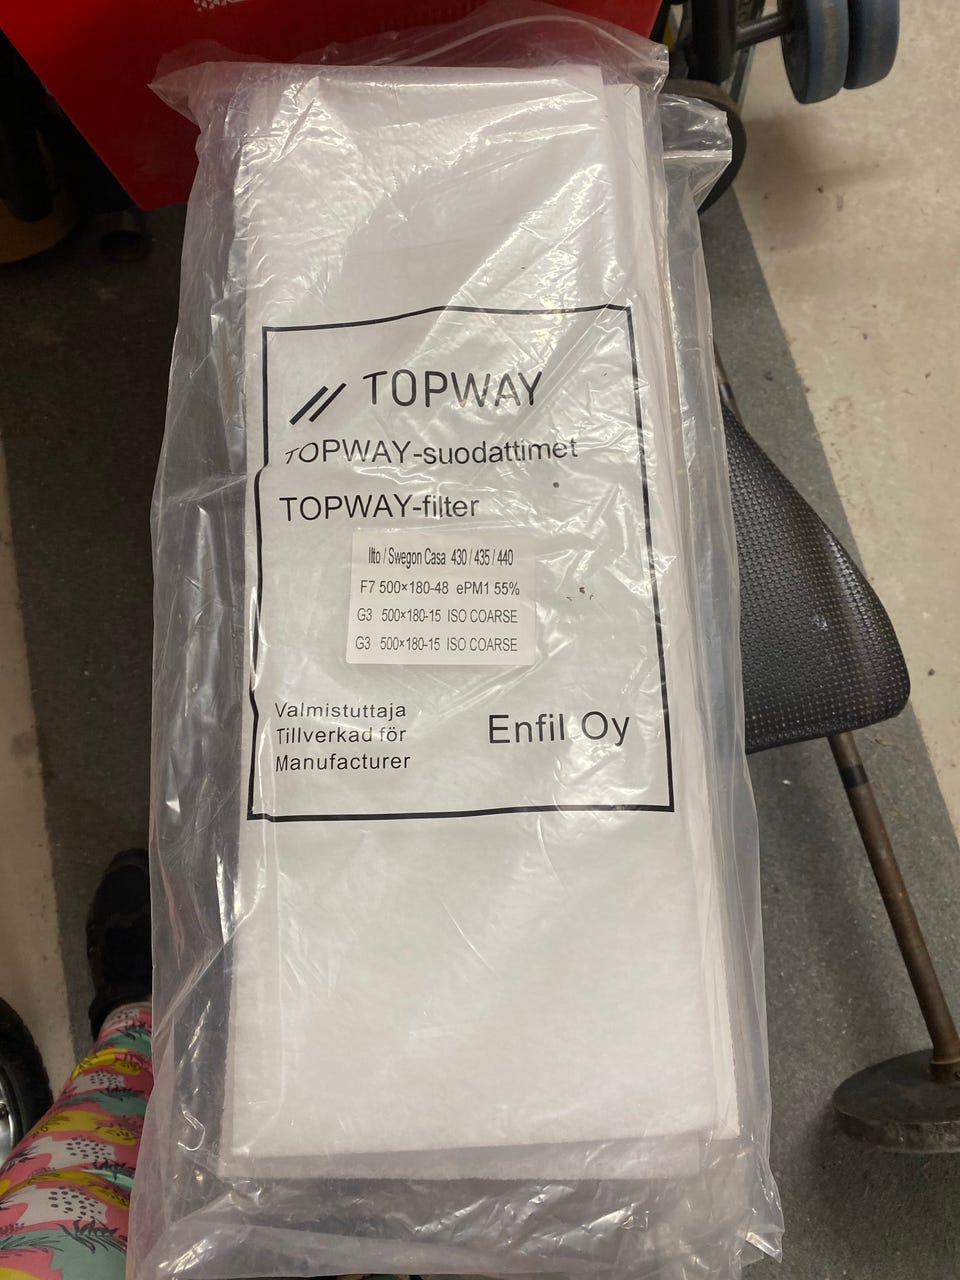 TOPWAY
TOPWAY-suodattimet
TOPWAY-filter
Ilto / Swegon Casa 430 / 435 / 440
F7 500×180-48 ePM1 55%
G3 500×180-15 ISO COARSE
G3 500×180-15 ISO COARSE
Valmistuttaja
Tillverkad för
Manufacturer
Enfil Oy